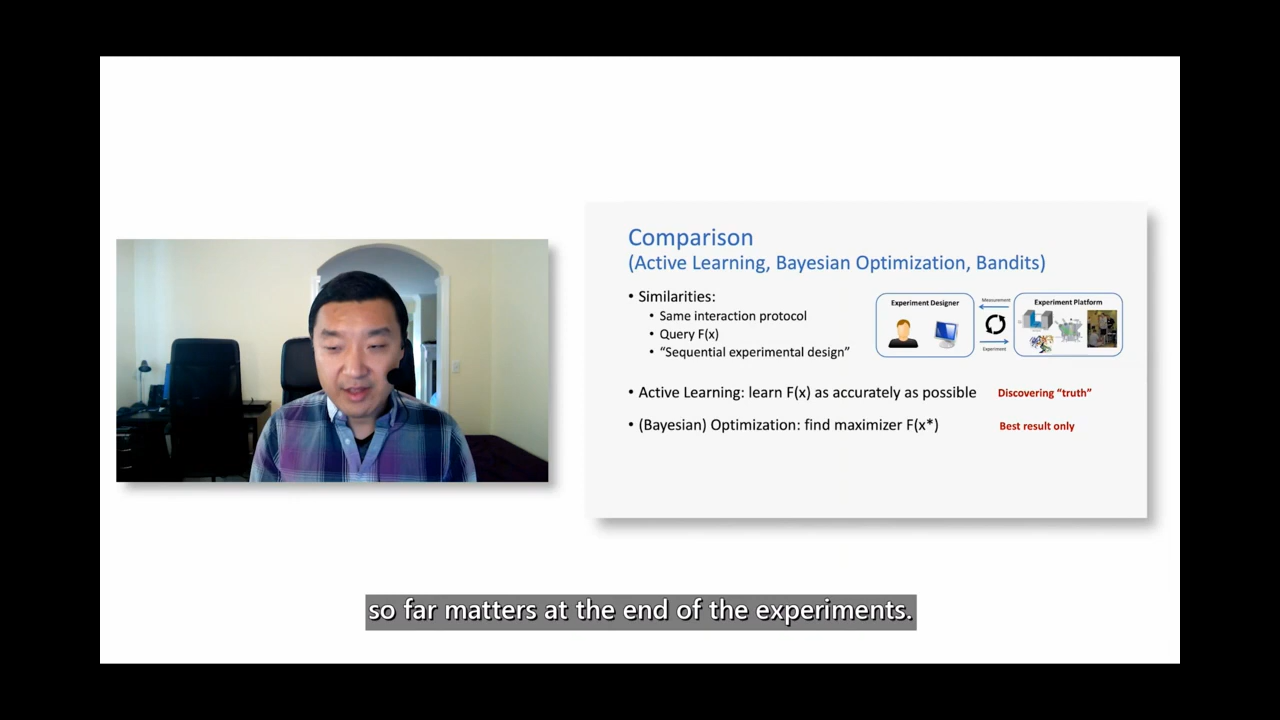 Comparison
(Active Learning, Bayesian Optimization, Bandits)
• Similarities:
• Same interaction protocol
• Query F(x)
• “Sequential experimental design”
Experiment Designer
Measurement
Experiment
Experiment Platform
• Active Learning: learn F(x) as accurately as possible
Discovering “truth”
• (Bayesian) Optimization: find maximizer F(x*)
Best result only
so far matters at the end of the experiments.